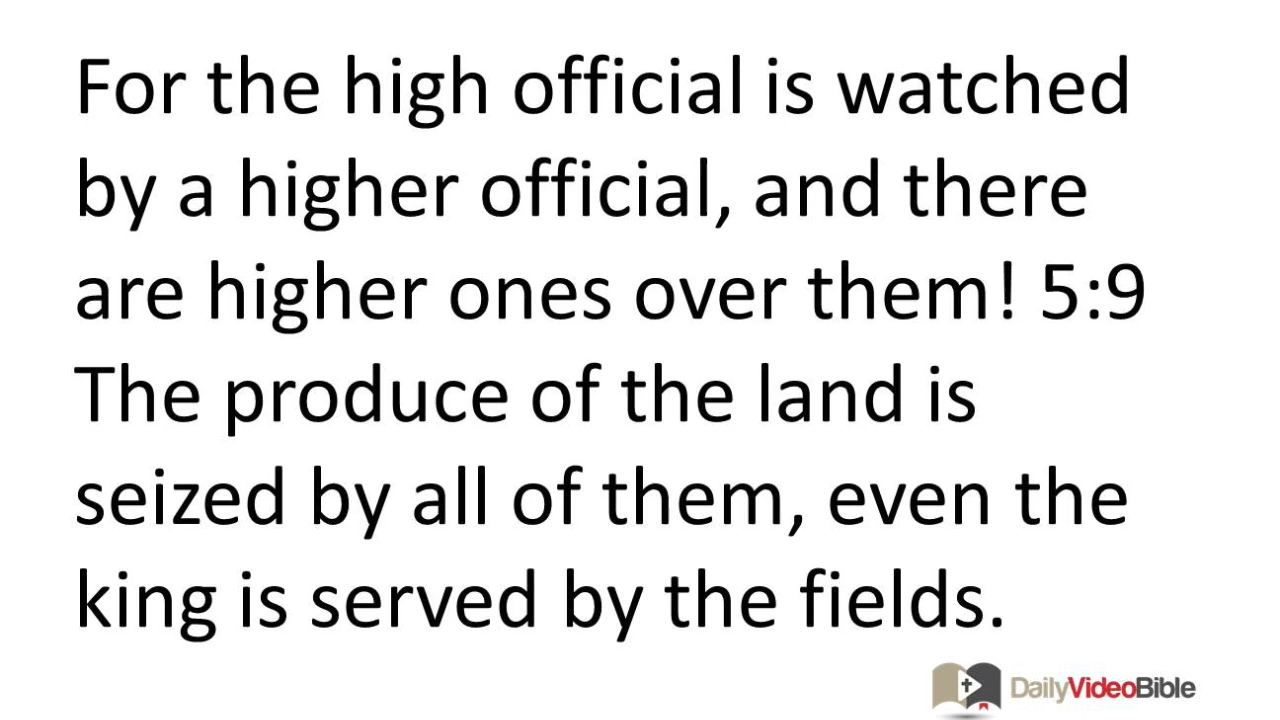 For the high official is watched
by a higher official, and there
are higher ones over them! 5:9
The produce of the land is
seized by all of them, even the
king is served by the fields.
DailyVideoBible